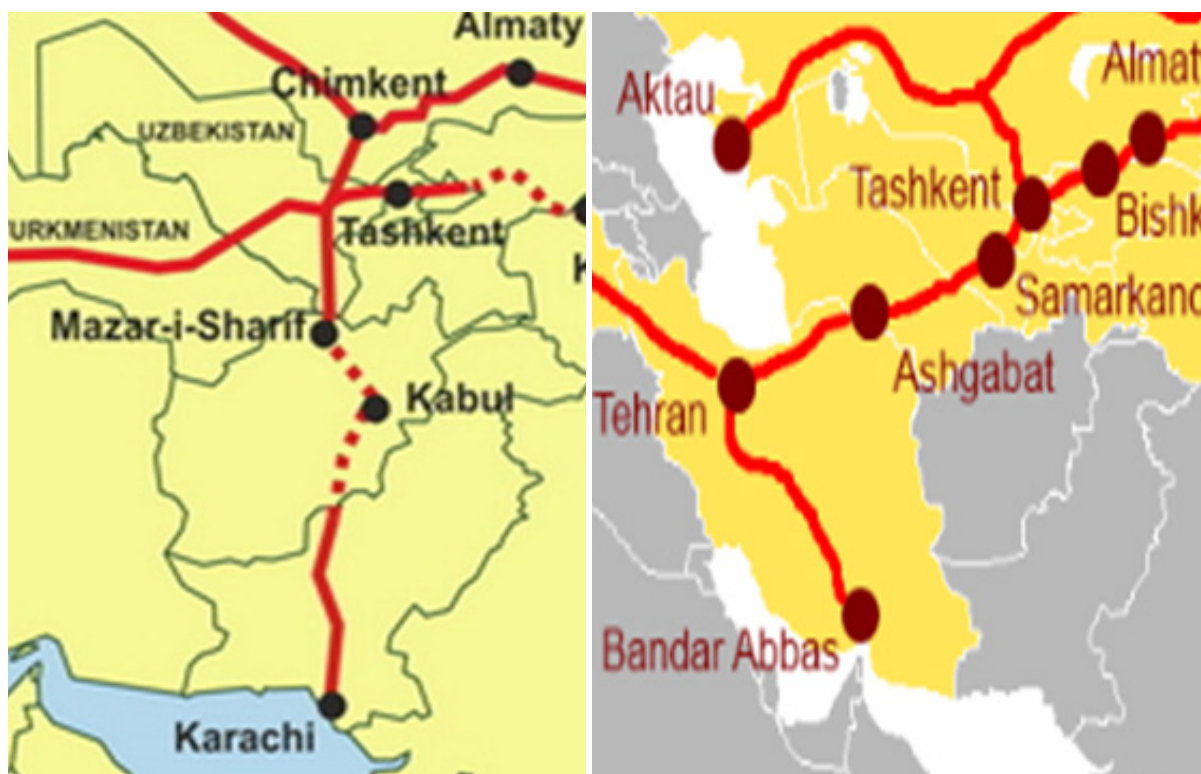 Almaty
Chimkent
UZBEKISTAN
URKMENISTAN
Tashkent
K
Mazar-i-Sharif
Kabul
Karachi
Almat
Aktau
Tashkent
Bishk
Samarkand
Ashgabat
Tehran
Bandar Abbas